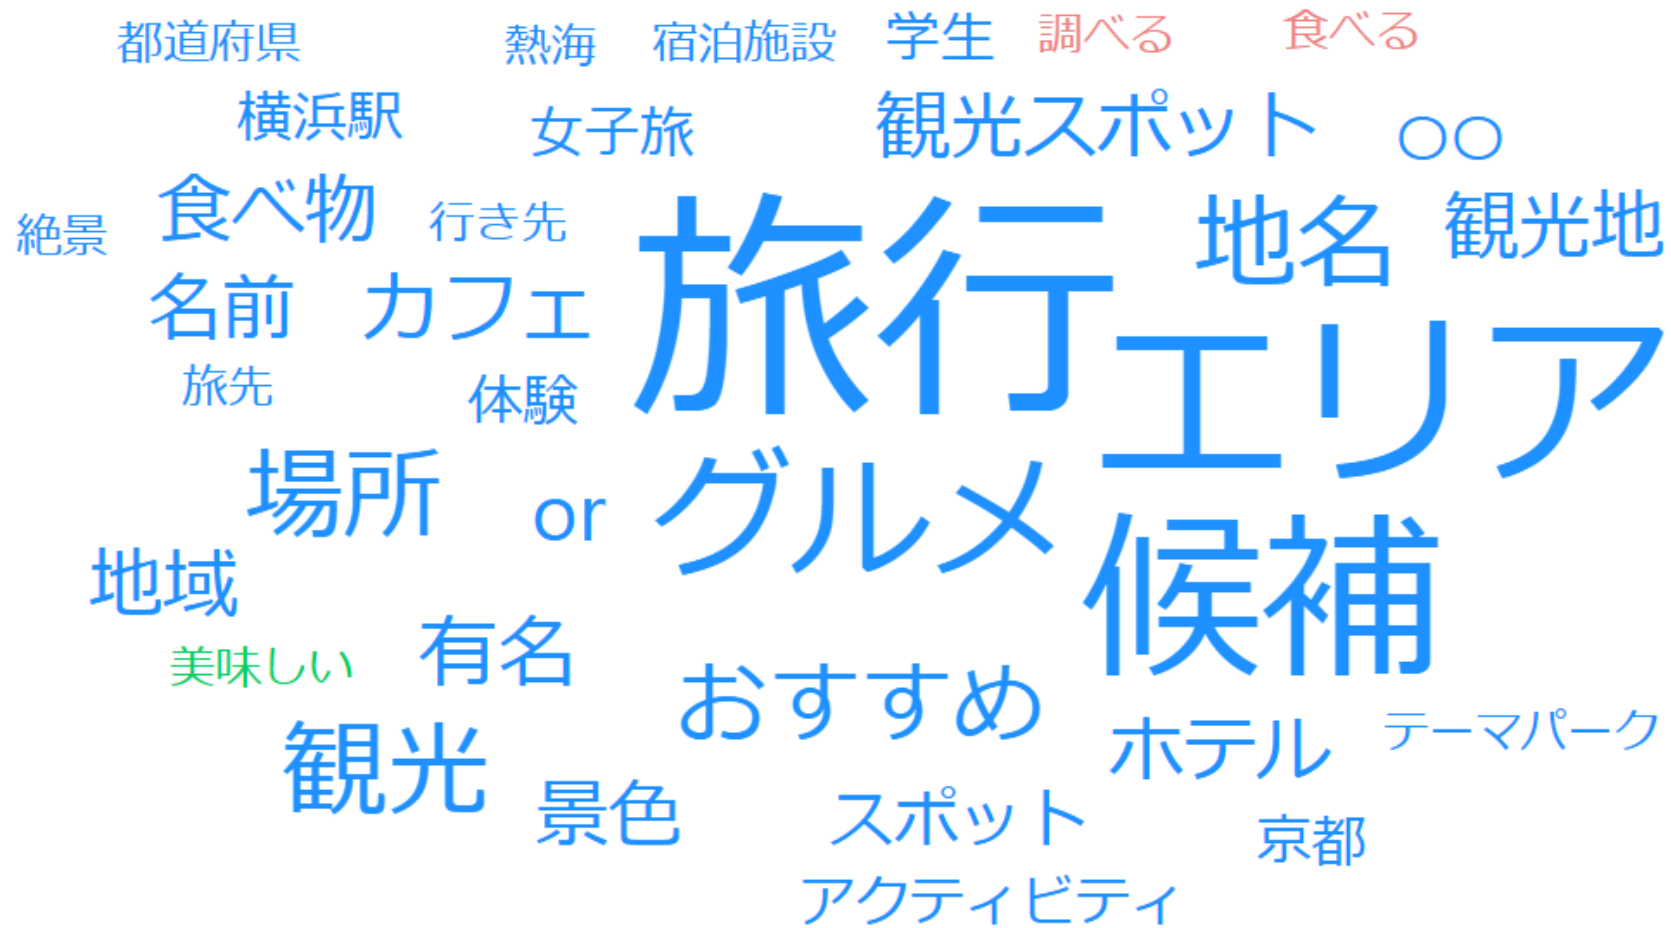 都道府県 熱海 宿泊施設 学生 調べる 食べる
横浜駅 女子旅 観光スポット 〇〇
絶景 食べ物 行き先 旅行 地名 観光地
名前 カフェ
旅先 体験 エリア
場所 or グルメ
地域 候補
美味しい 有名
おすすめ
観光 ホテル テーマパーク
景色 スポット 京都
アクティビティ